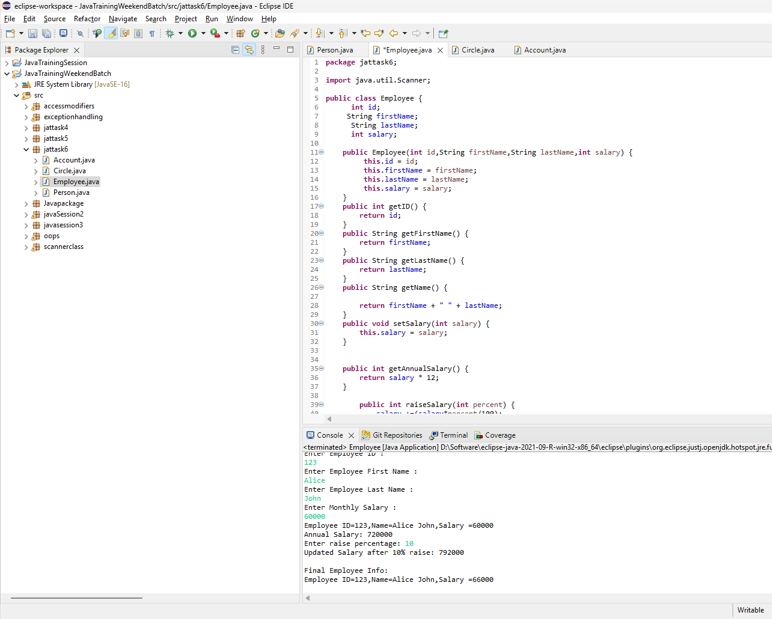 eclipse-workspace - JavaTrainingWeekendBatch/src/jattask6/Employee.java - Eclipse IDE
File Edit Source Refactor Navigate Search Project Run Window Help
Package Explorer
JavaTrainingSession
JavaTrainingWeekendBatch
JRE System Library [JavaSE-16]
src
accessmodifiers
exceptionhandling
jattask4
jattask5
jattask6
Account.java
Circle.java
Employee.java
Person.java
Javapackage
javaSession2
javasession3
oops
scannerclass
Person.java *Employee.java Circle.java Account.java
1 package jattask6;
2
3 import java.util.Scanner;
4
5 public class Employee {
6 int id;
7 String firstName;
8 String lastName;
9 int salary;
10
11 public Employee(int id,String firstName,String lastName,int salary) {
12 this.id = id;
13 this.firstName = firstName;
14 this.lastName = lastName;
15 this.salary = salary;
16 }
17 public int getID() {
18 return id;
19 }
20 public String getFirstName() {
21 return firstName;
22 }
23 public String getLastName() {
24 return lastName;
25 }
26 public String getName() {
27
28 return firstName + " " + lastName;
29 }
30 public void setSalary(int salary) {
31 this.salary = salary;
32 }
33
34
35 public int getAnnualSalary() {
36 return salary * 12;
37 }
38
39 public int raiseSalary(int percent) {
Console Git Repositories Terminal Coverage
<terminated> Employee [Java Application] D:\Software\eclipse-java-2021-09-R-win32-x86_64\eclipse\plugins\org.eclipse.justj.openjdk.hotspot.jre.fu
Enter Employee ID :
123
Enter Employee First Name :
Alice
Enter Employee Last Name :
John
Enter Monthly Salary :
60000
Employee ID=123,Name=Alice John,Salary =60000
Annual Salary: 720000
Enter raise percentage: 10
Updated Salary after 10% raise: 792000

Final Employee Info:
Employee ID=123,Name=Alice John,Salary =66000
Writable